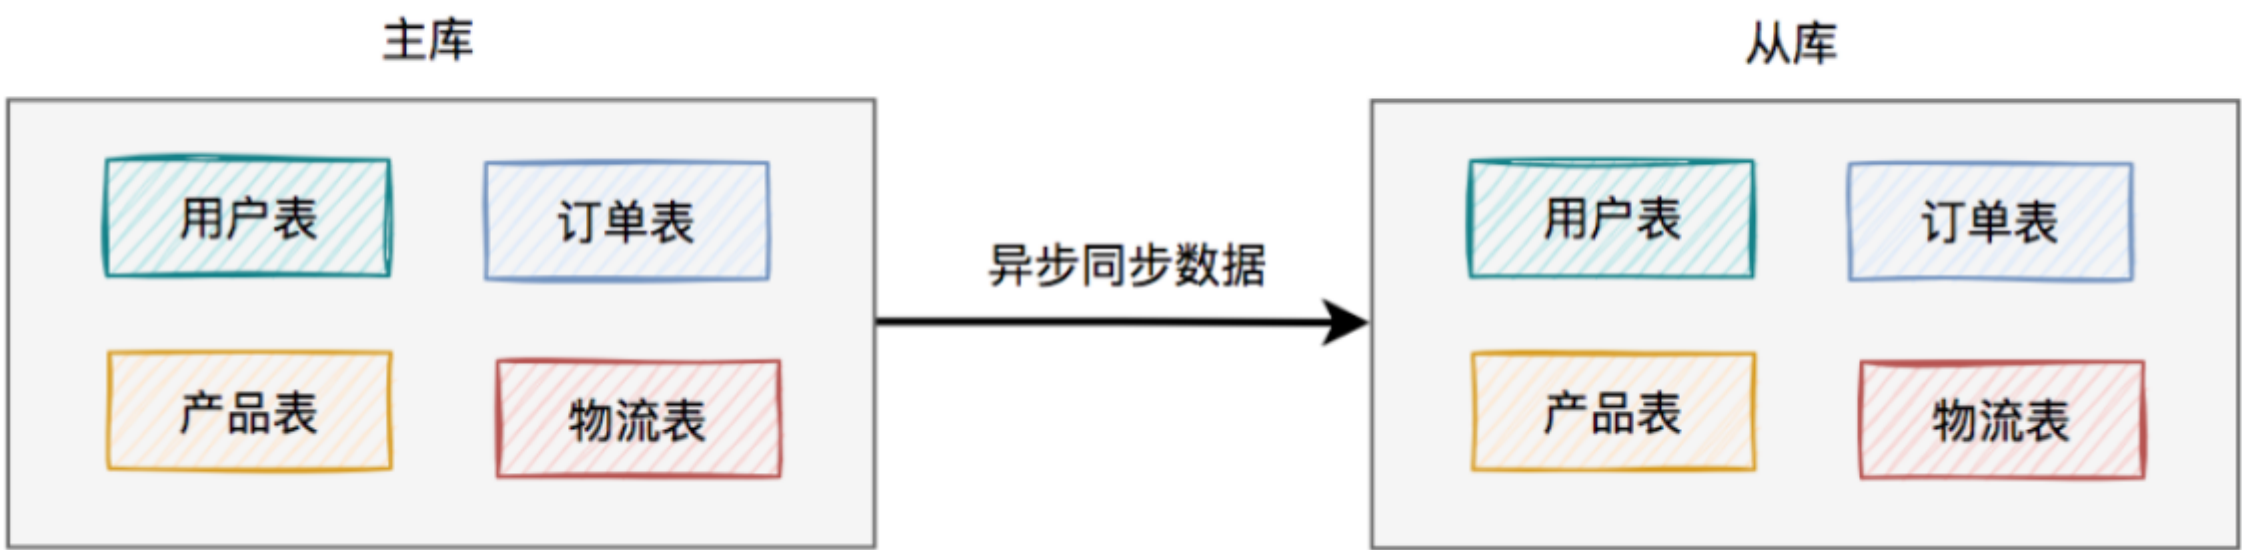 主库
从库
用户表
订单表
产品表
物流表
异步同步数据
用户表
订单表
产品表
物流表